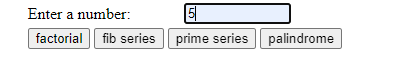 Enter a number: 5
factorial fib series prime series palindrome